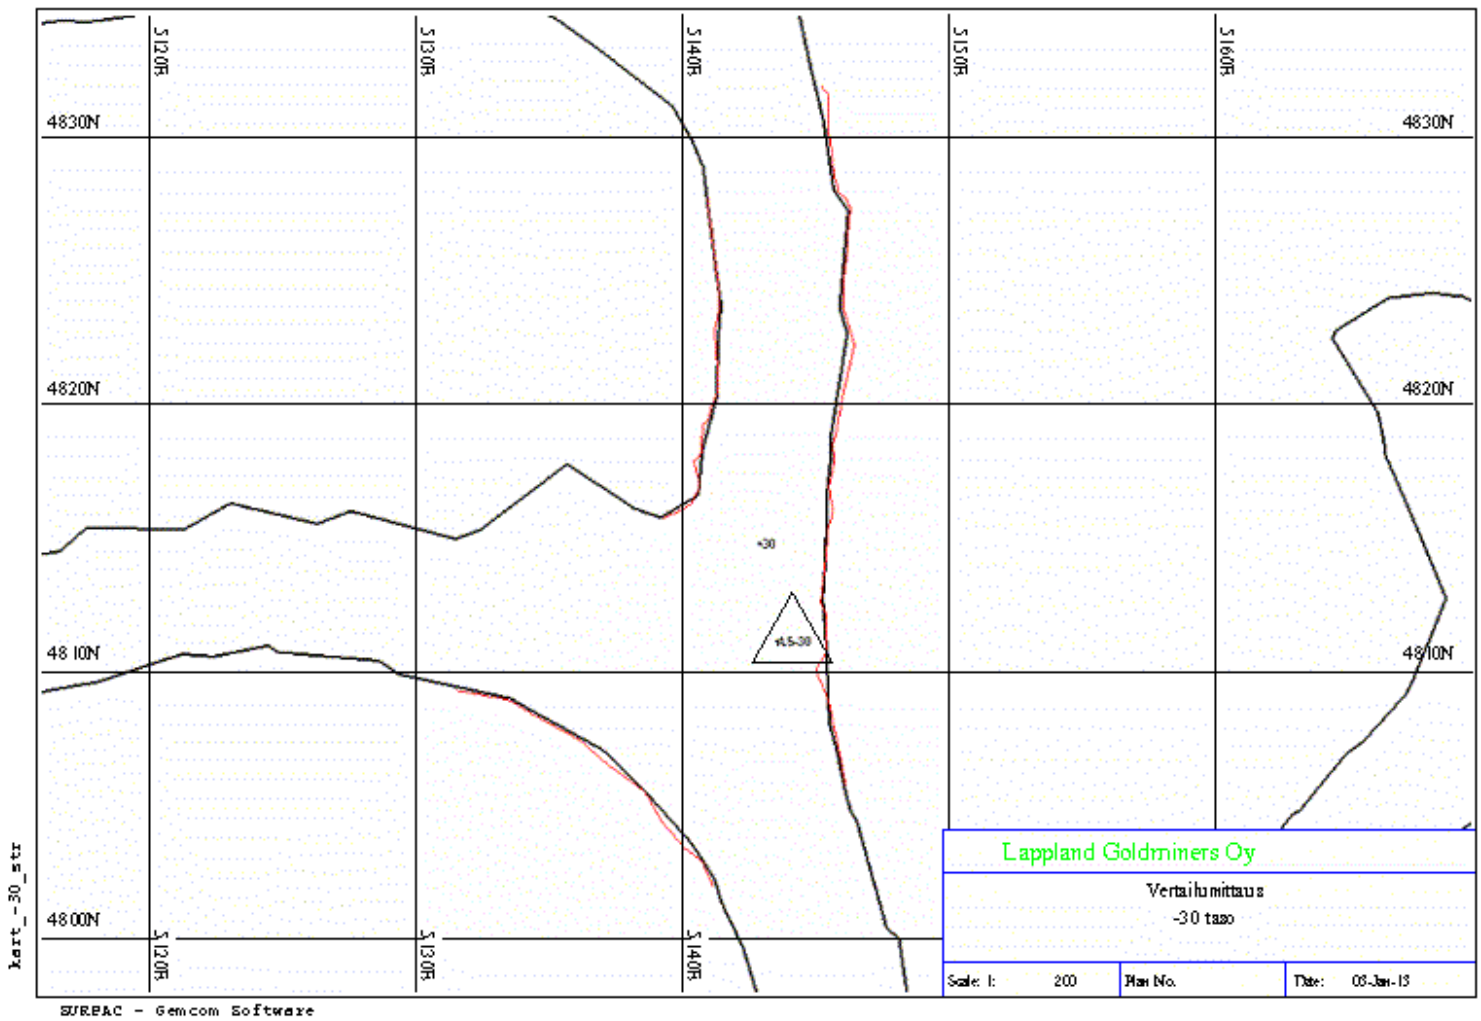 5120E
5130E
5140E
5150E
5160E
4830N
4830N
4820N
4820N
-30
4810N
4810N
Lappland Goldminers Oy
Vertailumittaus
-30 taso
4800N
5120E
5130E
5140E
Scale: 1: 200
Plan No.
Date:
kart_-30_str
SURPAC - Gemcom Software